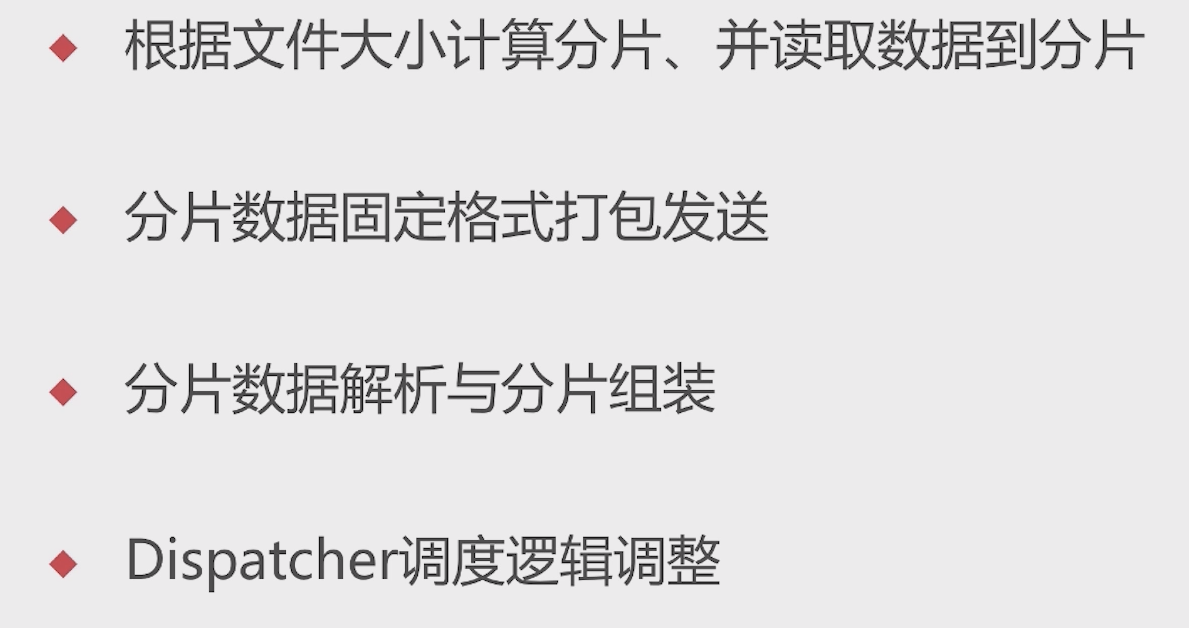 根据文件大小计算分片、并读取数据到分片
分片数据固定格式打包发送
分片数据解析与分片组装
Dispatcher调度逻辑调整